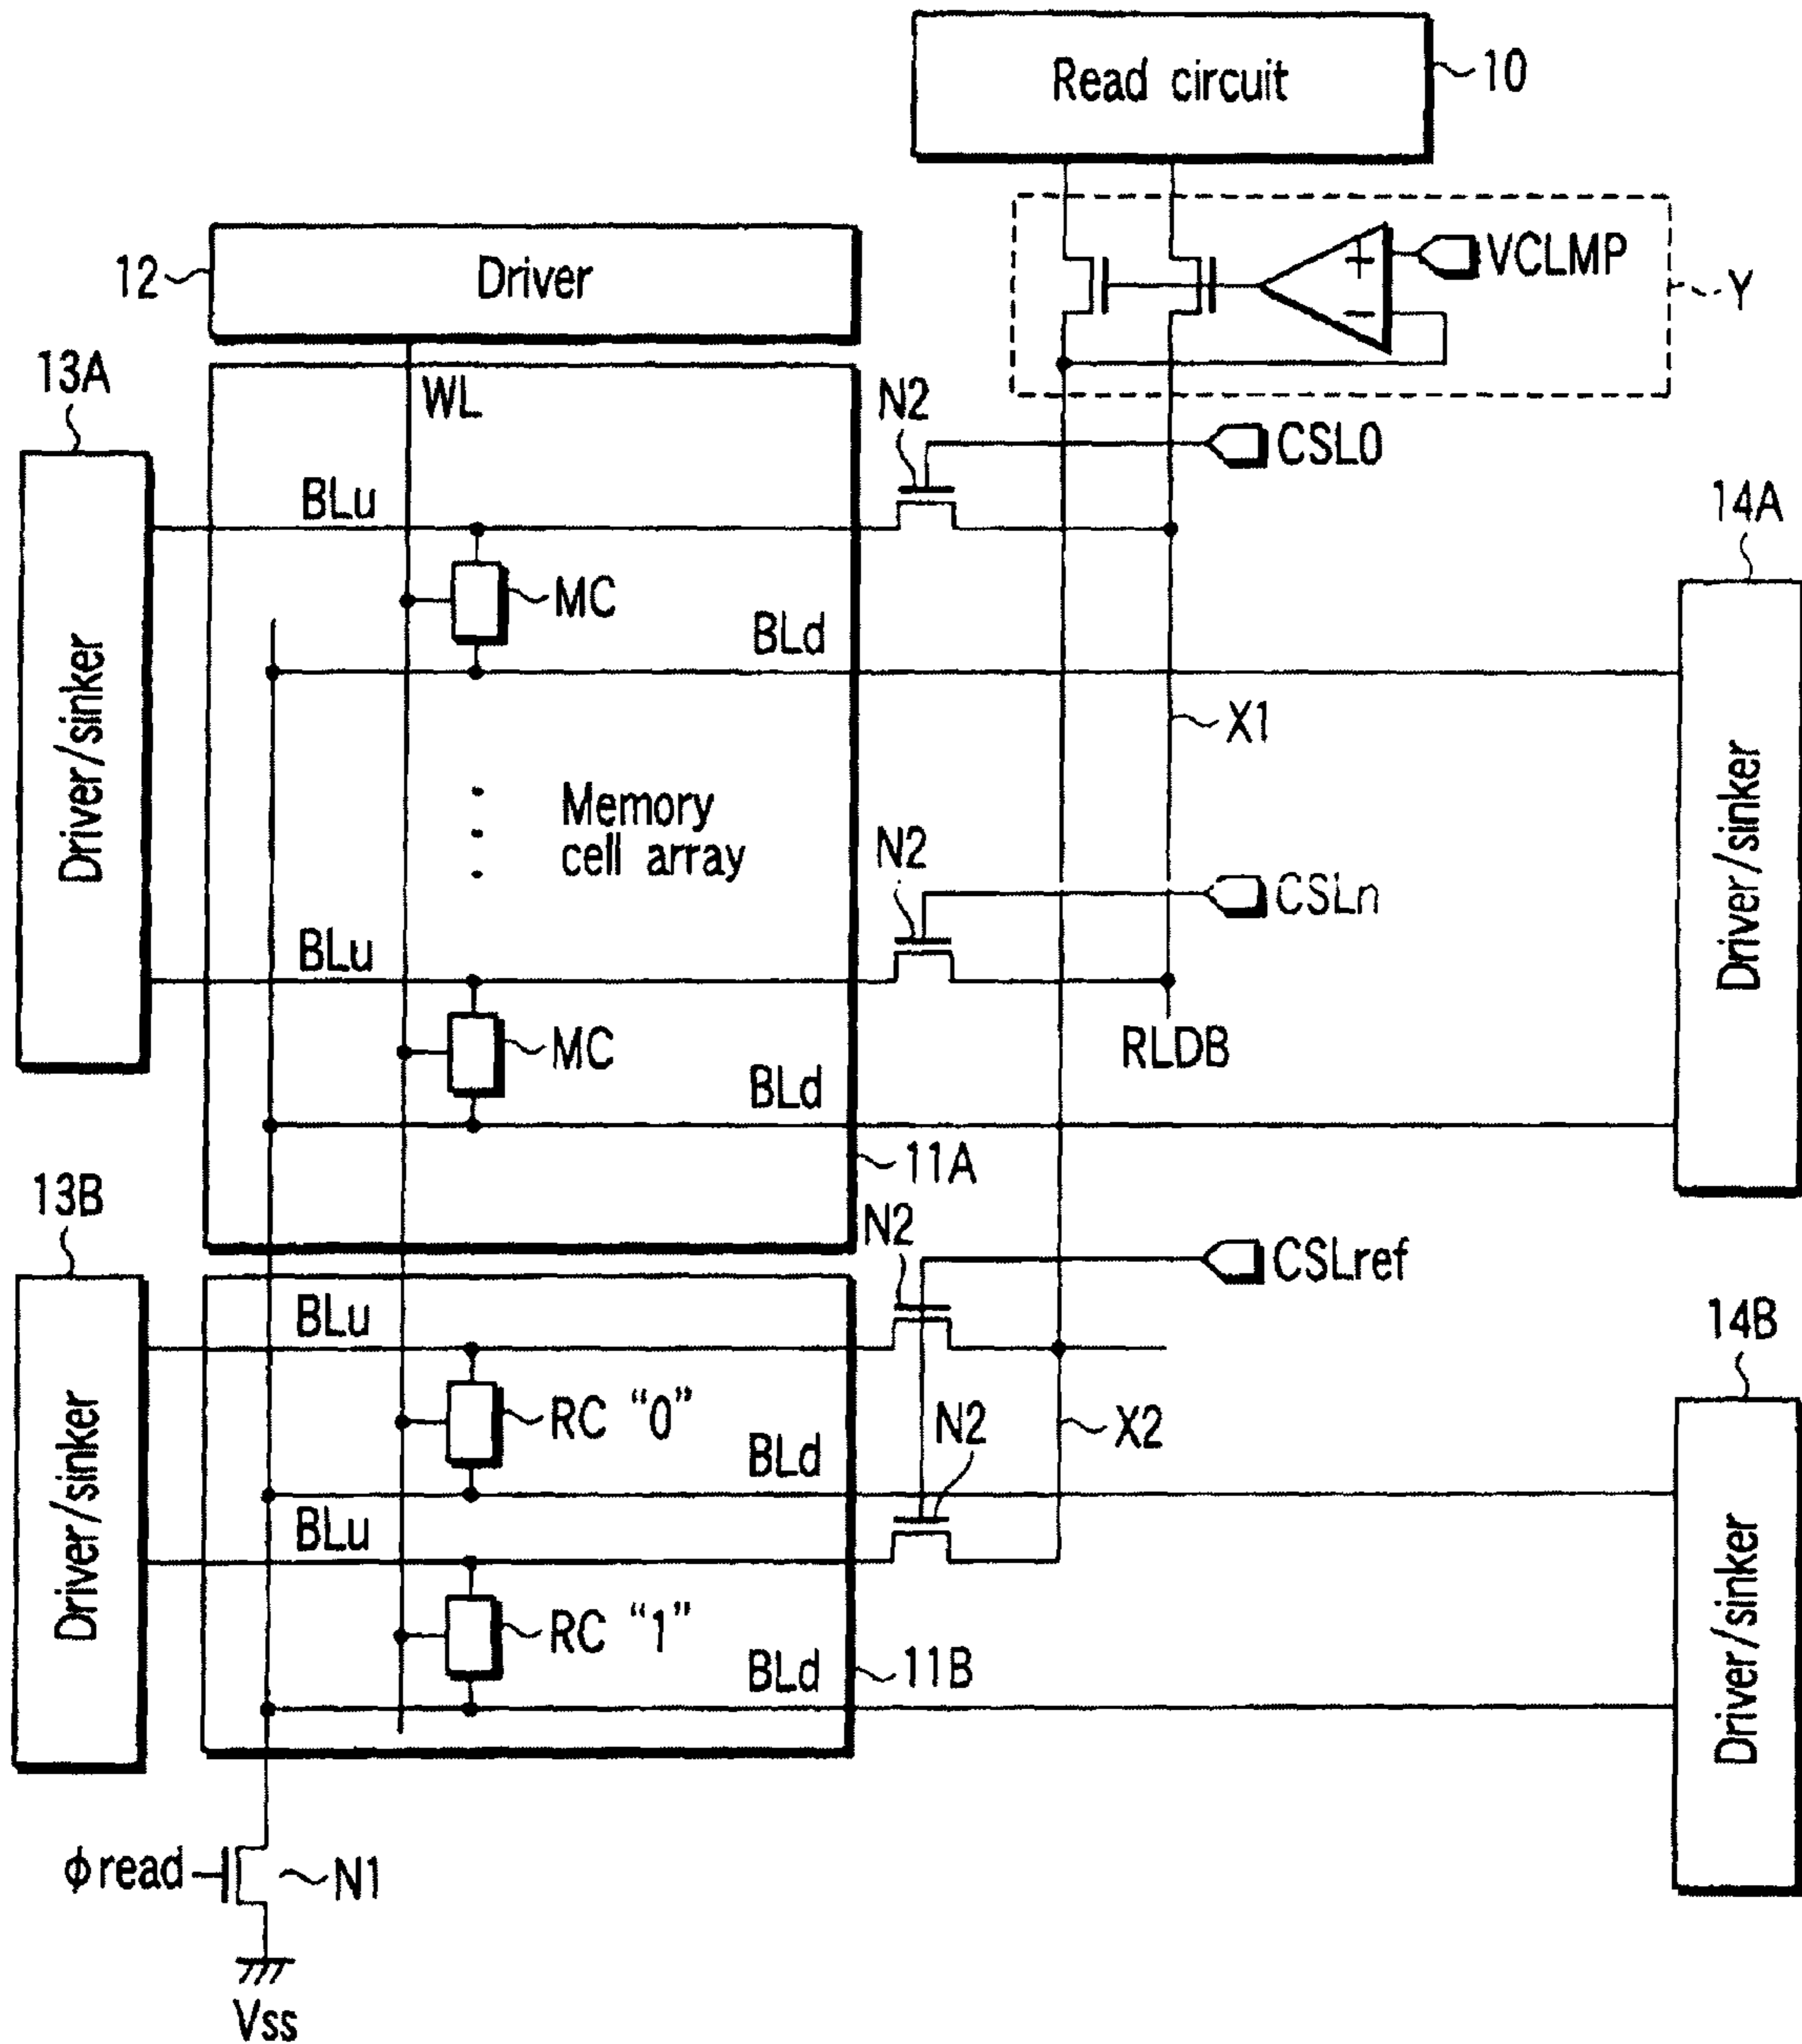 Read circuit
10
12
Driver
VCLMP
Y
13A
WL
N2
CSL0
BLu
14A
MC
BLd
X1
Driver/sinker
Memory
cell array
N2
CSLn
Driver/sinker
BLu
MC
RLDB
BLd
11A
13B
N2
CSLref
BLu
14B
RC "0"
N2
X2
BLd
Driver/sinker
BLu
Driver/sinker
RC "1"
BLd
11B
ϕread
N1
Vss